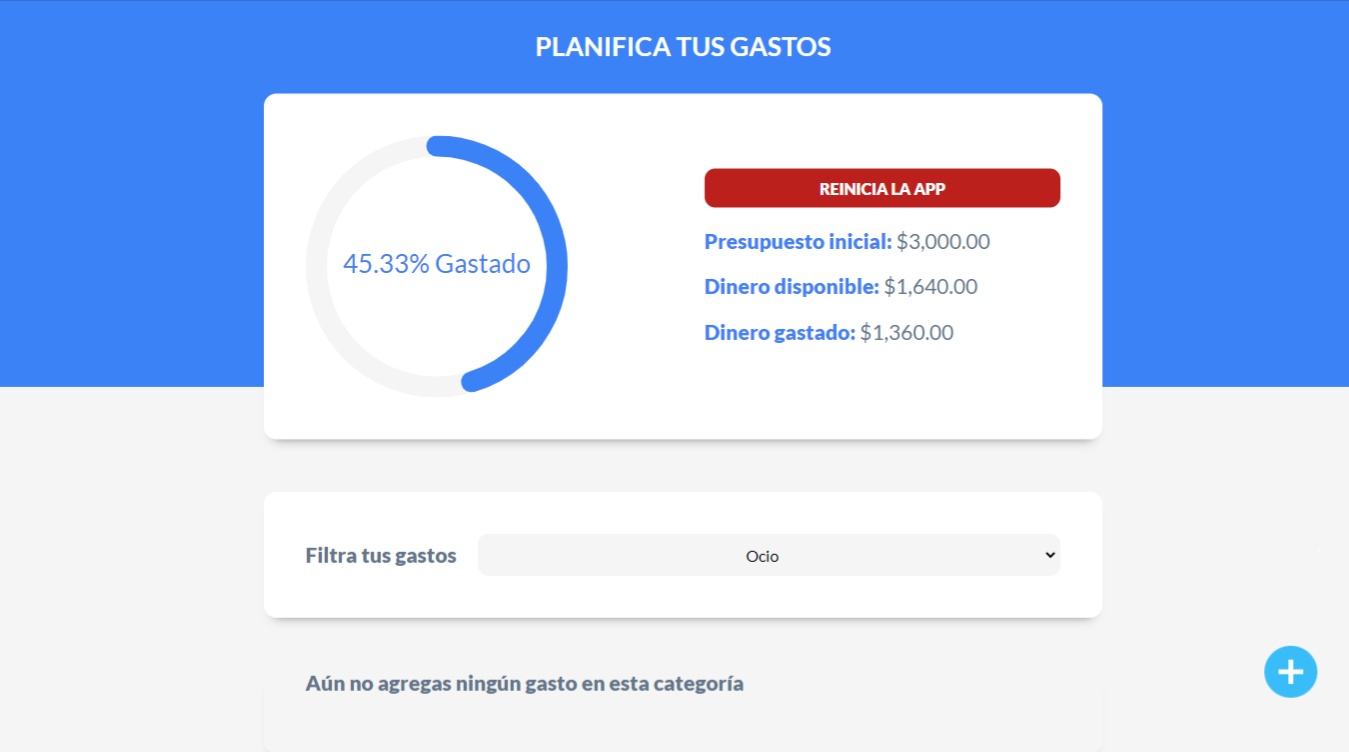 PLANIFICA TUS GASTOS
45.33% Gastado
REINICIA LA APP
Presupuesto inicial: $3,000.00
Dinero disponible: $1,640.00
Dinero gastado: $1,360.00
Filtra tus gastos
Ocio
Aún no agregas ningún gasto en esta categoría